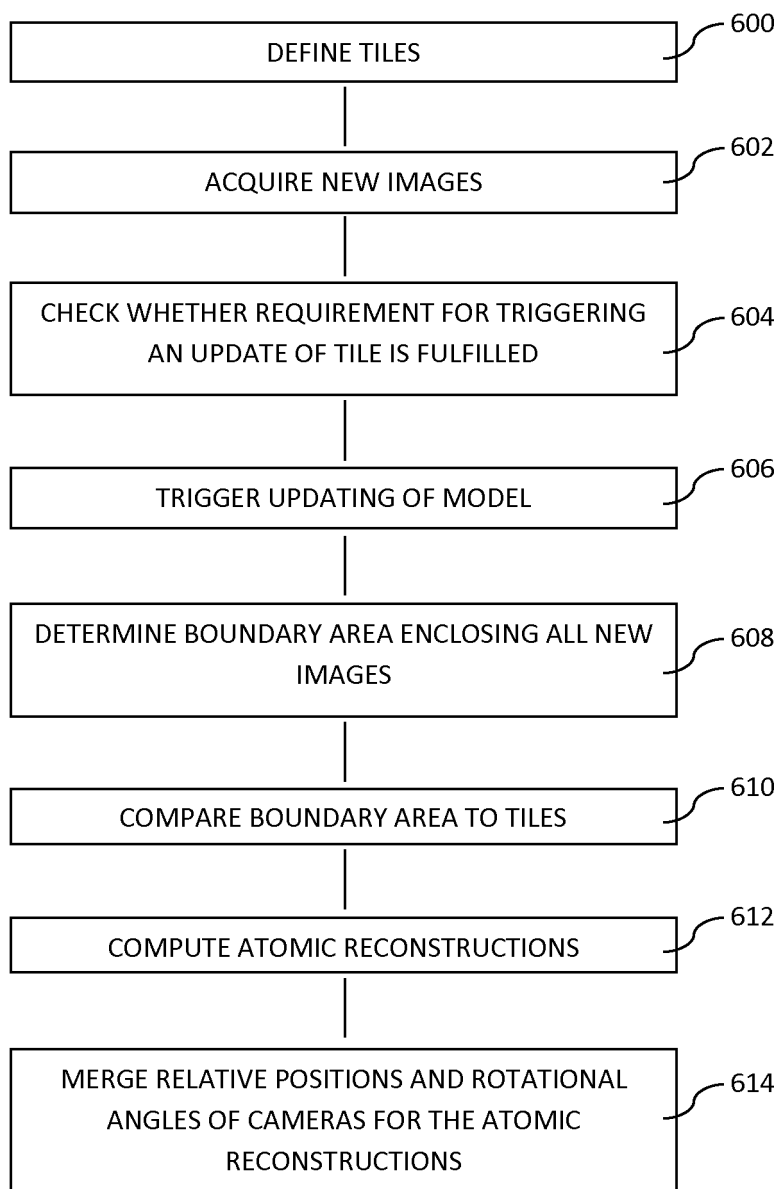 600
DEFINE TILES
602
ACQUIRE NEW IMAGES
CHECK WHETHER REQUIREMENT FOR TRIGGERING
604
AN UPDATE OF TILE IS FULFILLED
606
TRIGGER UPDATING OF MODEL
DETERMINE BOUNDARY AREA ENCLOSING ALL NEW
608
IMAGES
610
COMPARE BOUNDARY AREA TO TILES
612
COMPUTE ATOMIC RECONSTRUCTIONS
MERGE RELATIVE POSITIONS AND ROTATIONAL
614
ANGLES OF CAMERAS FOR THE ATOMIC
RECONSTRUCTIONS